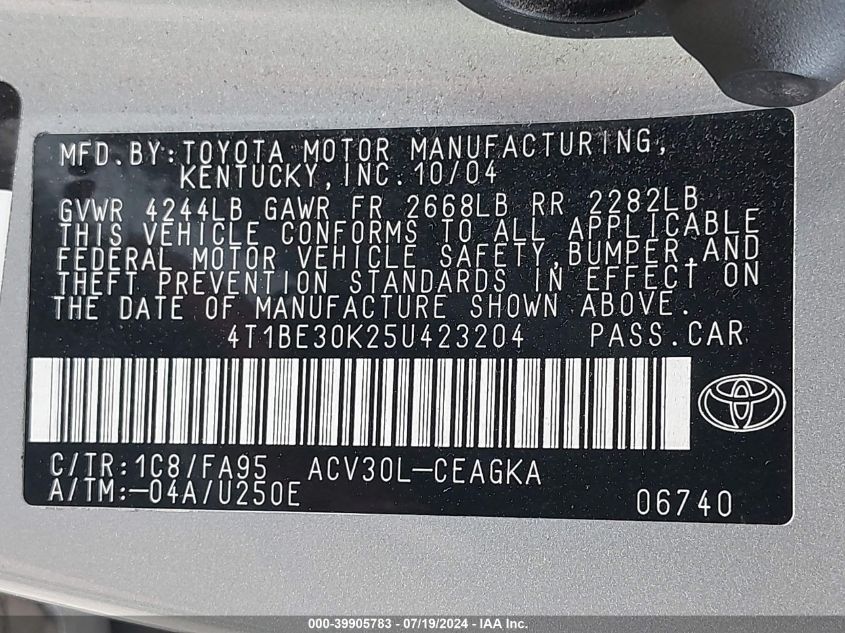 MFD.BY:TOYOTA MOTOR MANUFACTURING,
KENTUCKY,INC.10/04
GVWR 4244LB GAWR FR 2668LB RR 2282LB
THIS VEHICLE CONFORMS TO ALL APPLICABLE
FEDERAL MOTOR VEHICLE SAFETY,BUMPER,AND
THEFT PREVENTION STANDARDS IN EFFECT ON
THE DATE OF MANUFACTURE SHOWN ABOVE.
4T1BE30K25U423204 PASS.CAR
C/TR:1C8/FA95 ACV30L-CEAGKA
A/TM:-04A/U250E 06740
000-39905783 / 07/19/2024 - IAA Inc.